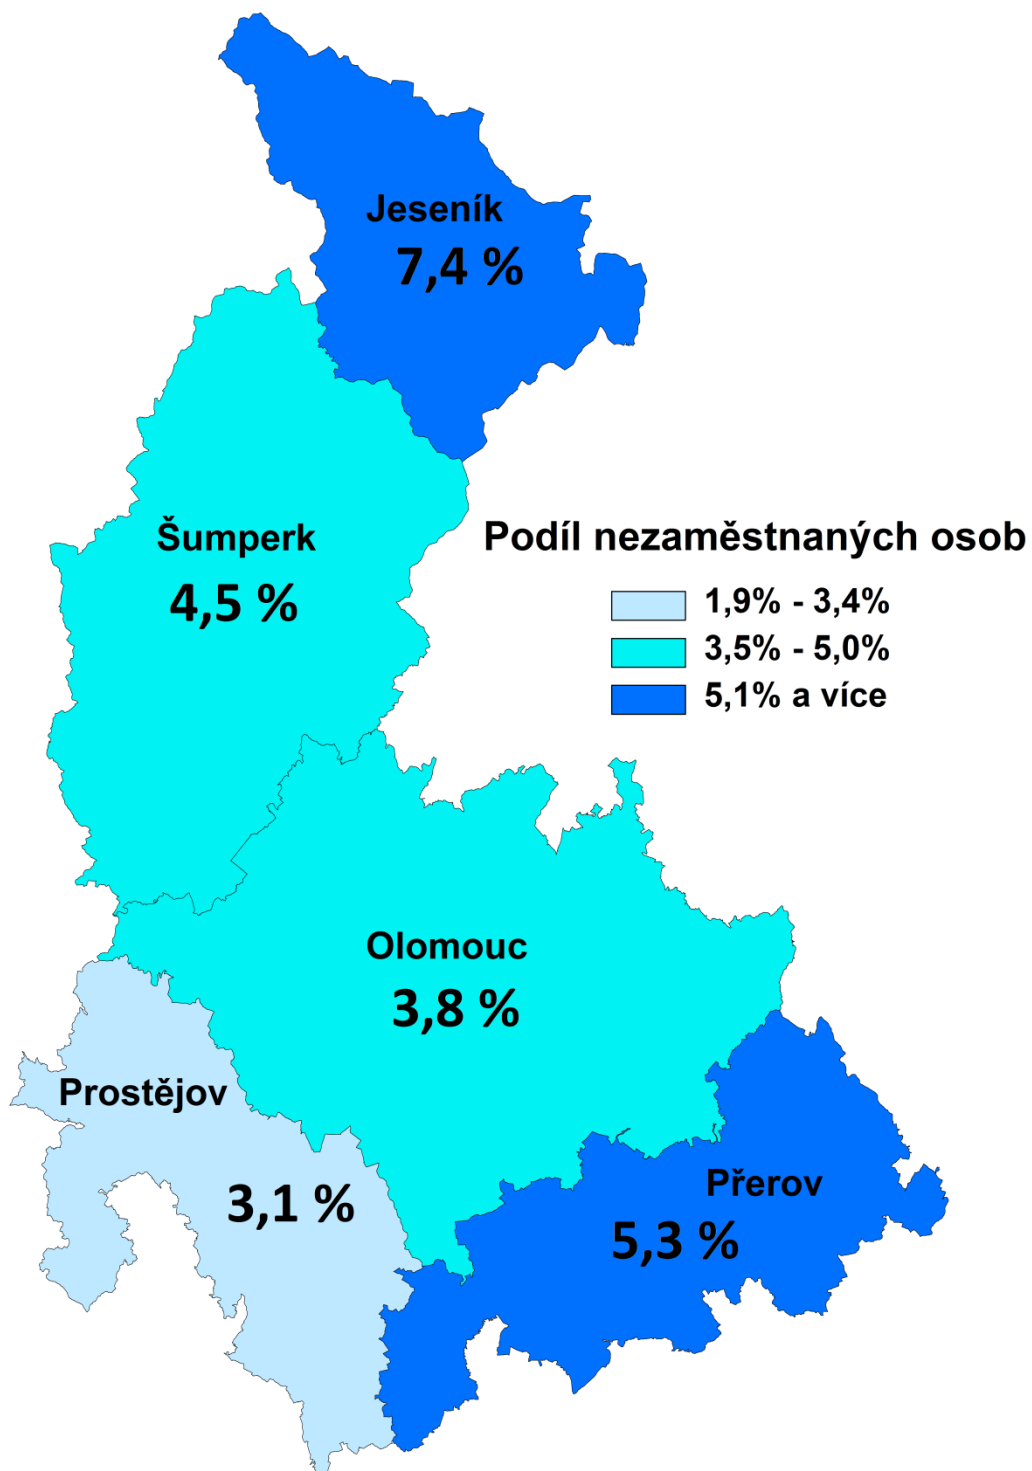 Jeseník
7,4 %
Šumperk
4,5 %
Podíl nezaměstnaných osob
1,9% - 3,4%
3,5% - 5,0%
5,1% a více
Olomouc
3,8 %
Prostějov
3,1 %
Přerov
5,3 %